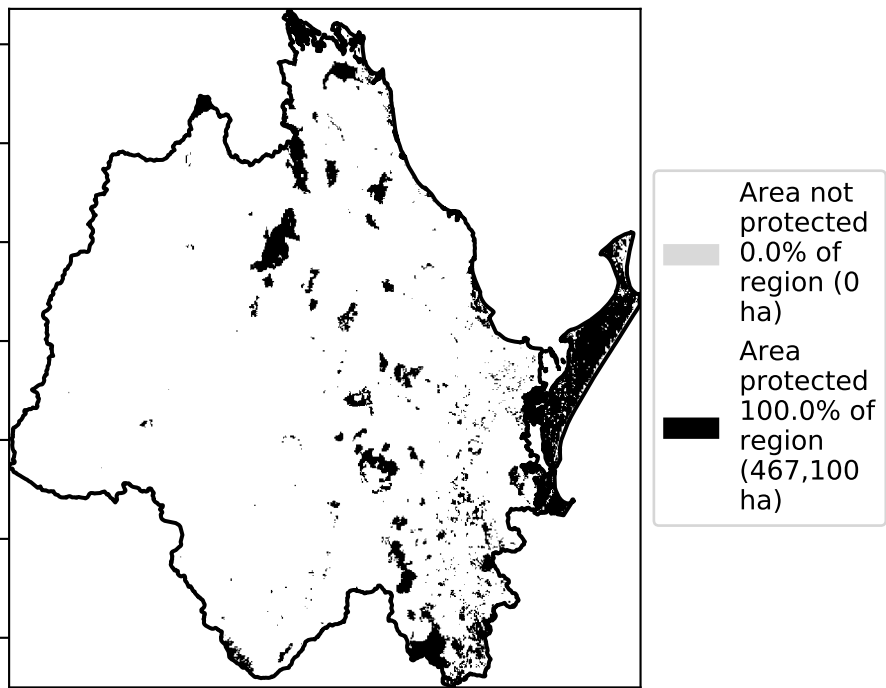 Area not
protected
0.0% of
region (0
ha)
Area
protected
100.0% of
region
(467,100
ha)